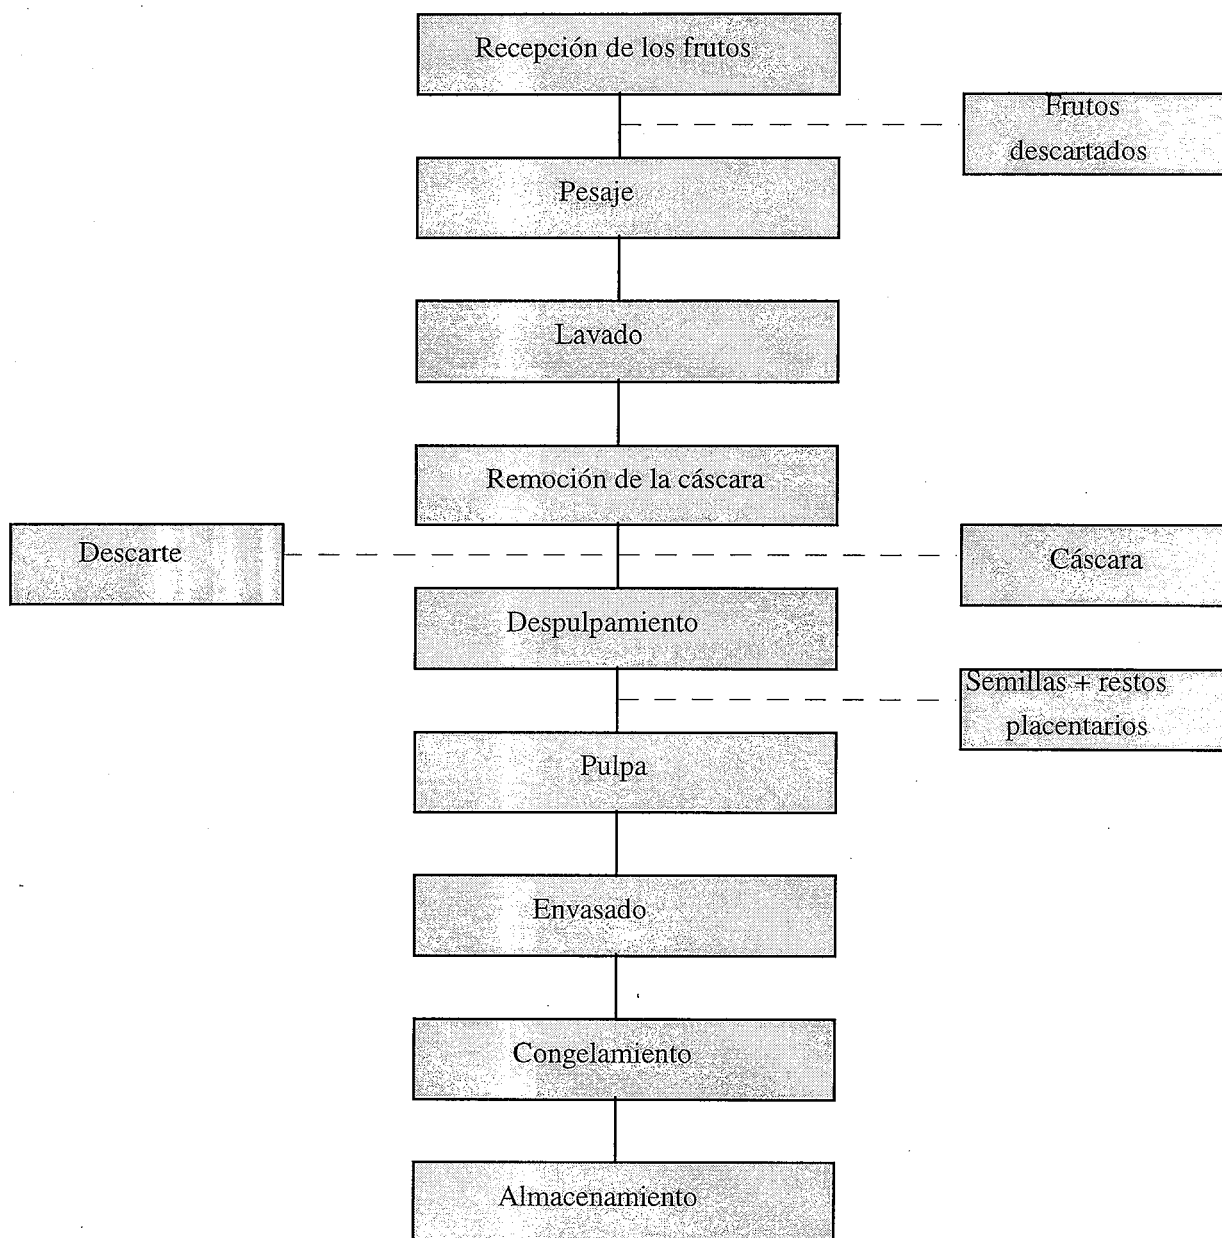 Recepción de los frutos
Frutos
descartados
Pesaje
Lavado
Remoción de la cáscara
Descarte
Cáscara
Despulpamiento
Semillas + restos
placentarios
Pulpa
Envasado
Congelamiento
Almacenamiento